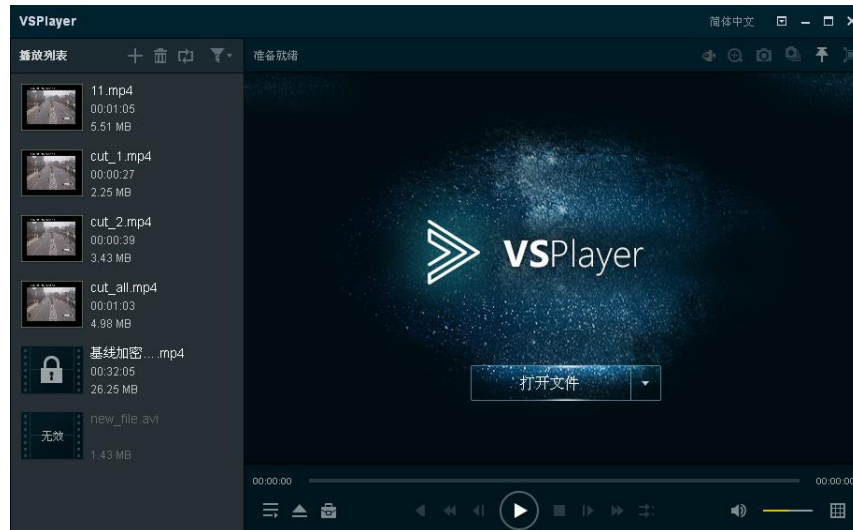 VSPlayer
简体中文
播放列表
准备就绪
11.mp4
00:01:05
5.51 MB
cut_1.mp4
00:00:27
2.25 MB
cut_2.mp4
00:00:39
3.43 MB
cut_all.mp4
00:01:03
4.98 MB
基线加密... .mp4
00:32:05
26.25 MB
无效
new_file.avi
1.43 MB
VSPlayer
打开文件
00:00:00
00:00:00